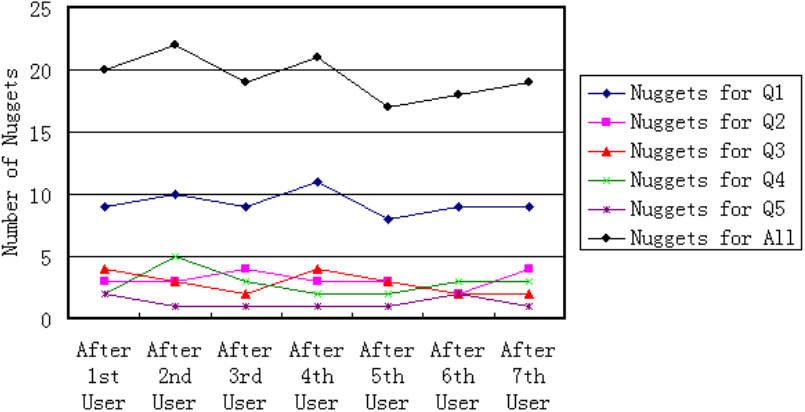 Number of Nuggets
25
20
15
10
5
0
After 1st User
After 2nd User
After 3rd User
After 4th User
After 5th User
After 6th User
After 7th User
Nuggets for Q1
Nuggets for Q2
Nuggets for Q3
Nuggets for Q4
Nuggets for Q5
Nuggets for All